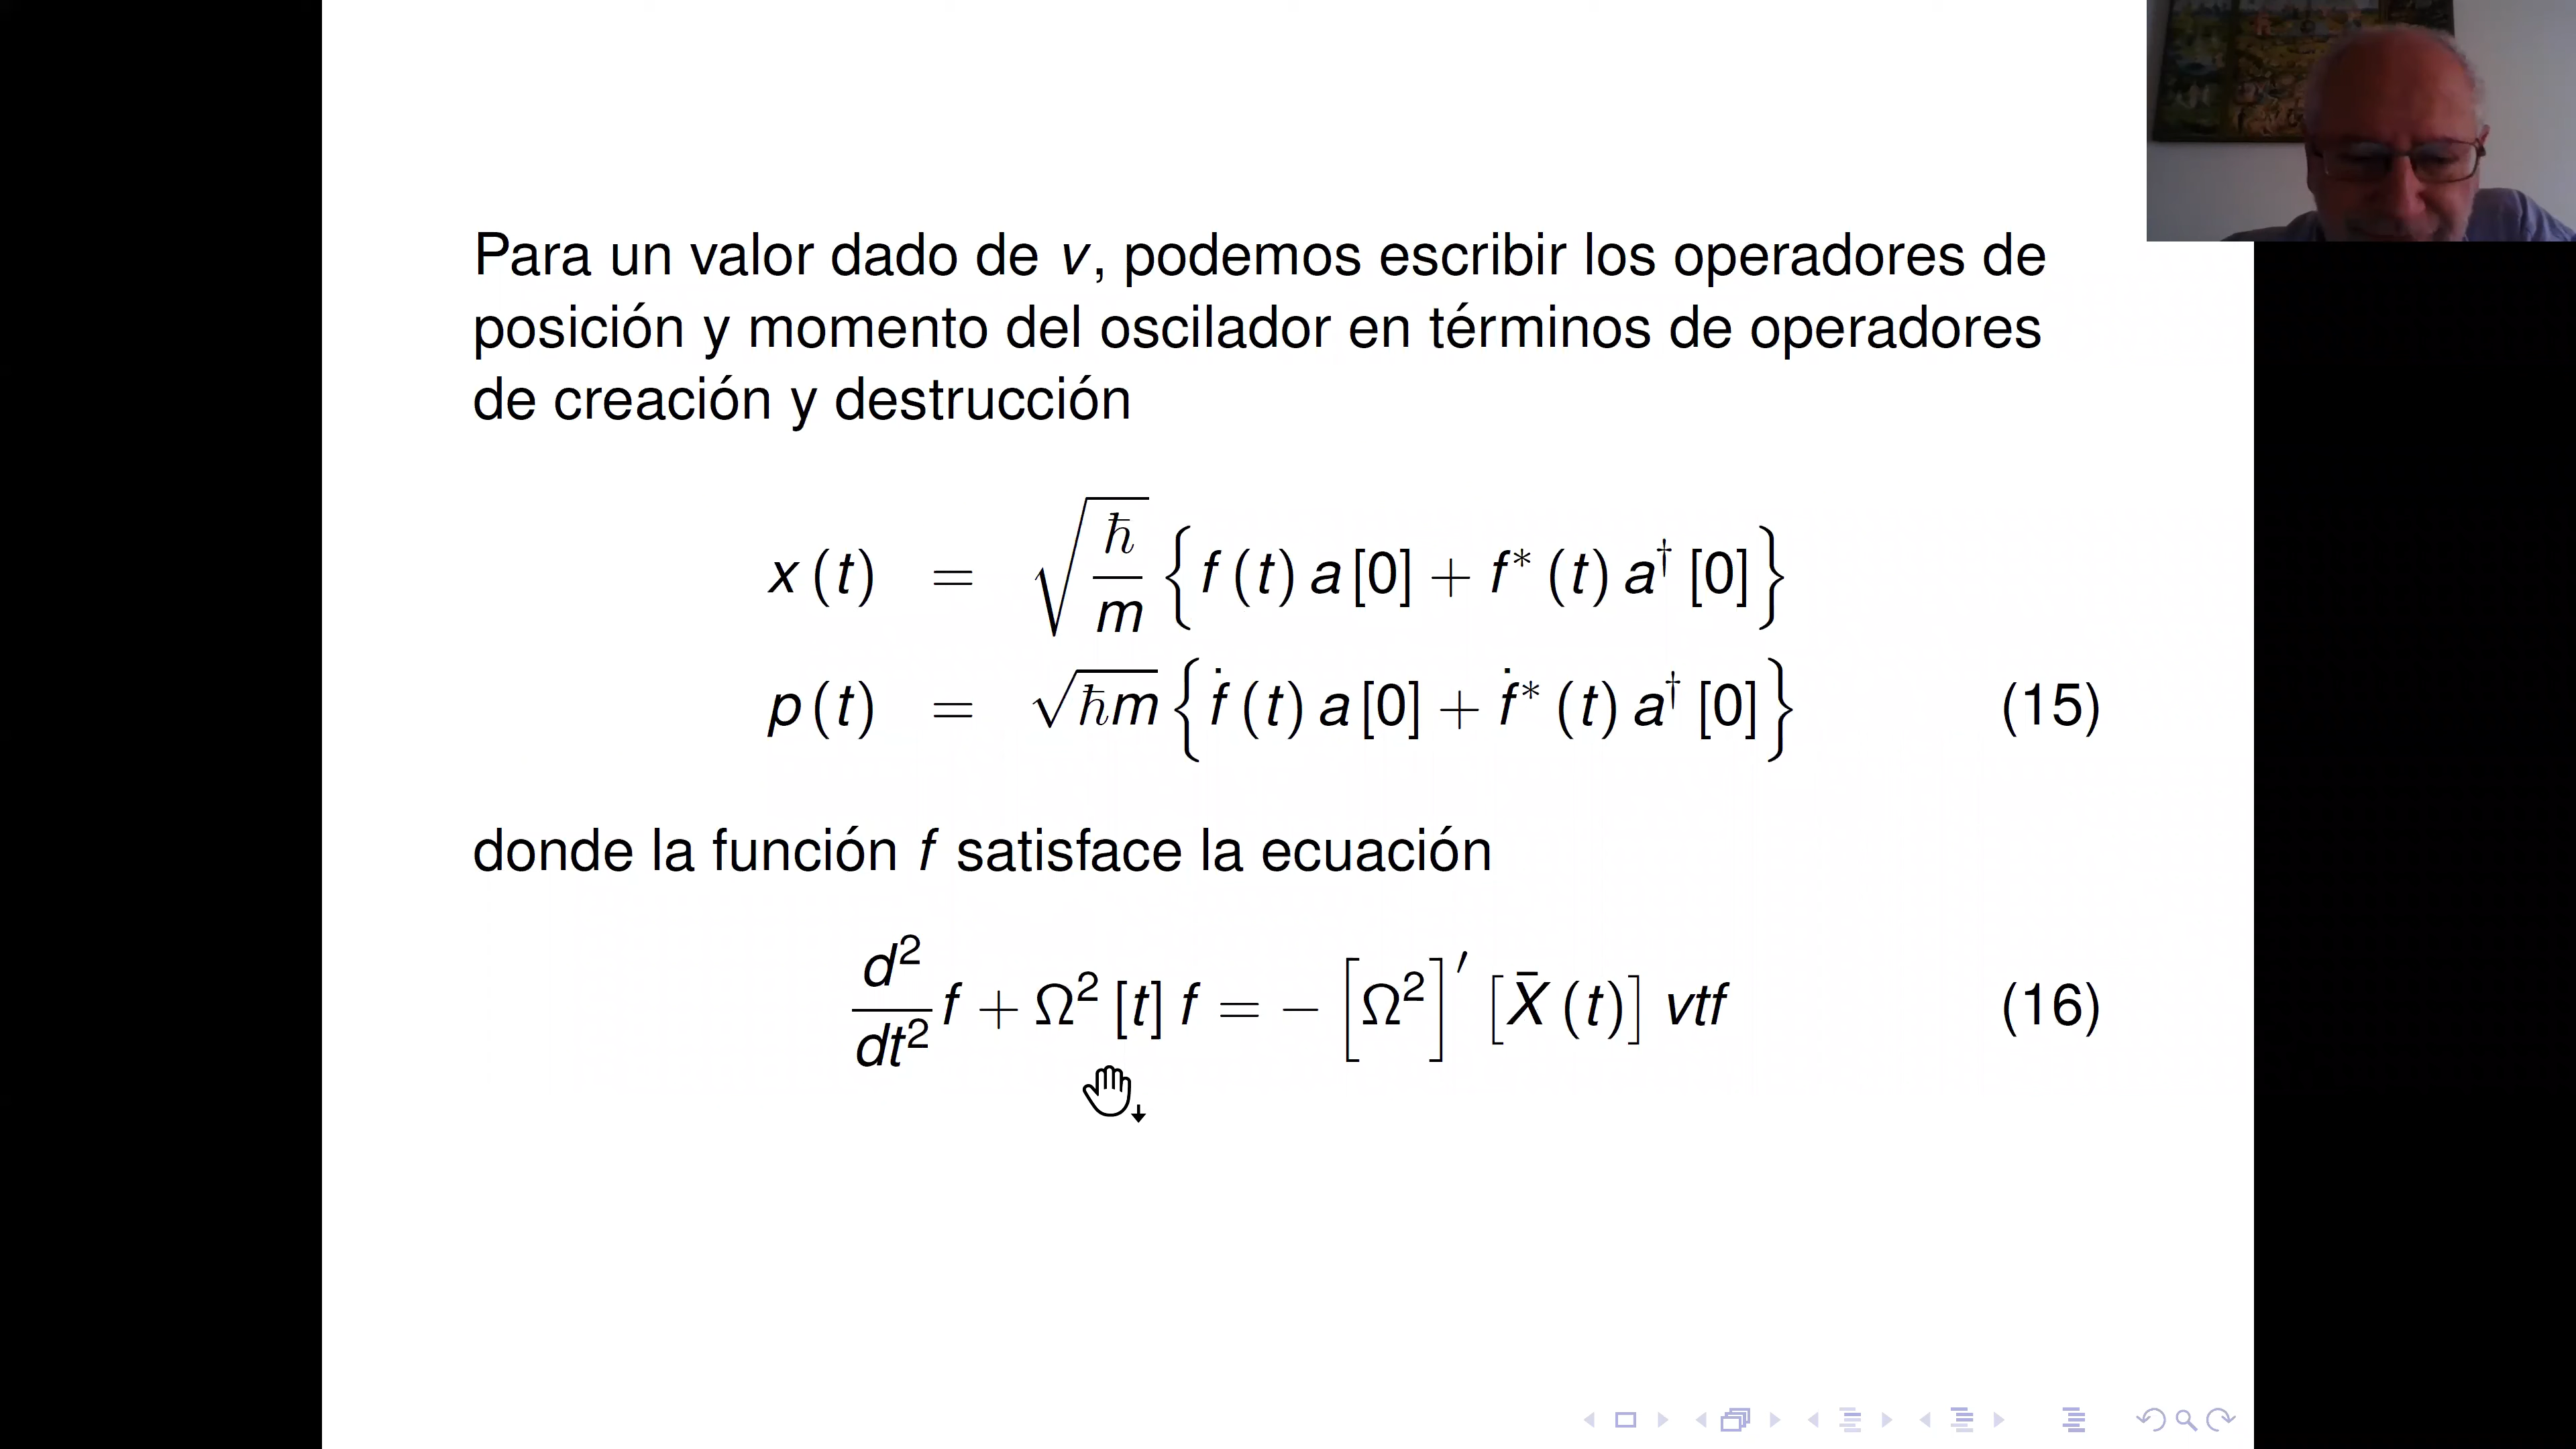 Para un valor dado de v, podemos escribir los operadores de
posición y momento del oscilador en términos de operadores
de creación y destrucción
x (t) = √(ħ/m) { f (t) a [0] + f* (t) a† [0] }
p (t) = √(ħm) { ḟ (t) a [0] + ḟ* (t) a† [0] } (15)
donde la función f satisface la ecuación
d²/dt² f + Ω² [t] f = − [Ω²]′ [X̄ (t)] vtf (16)